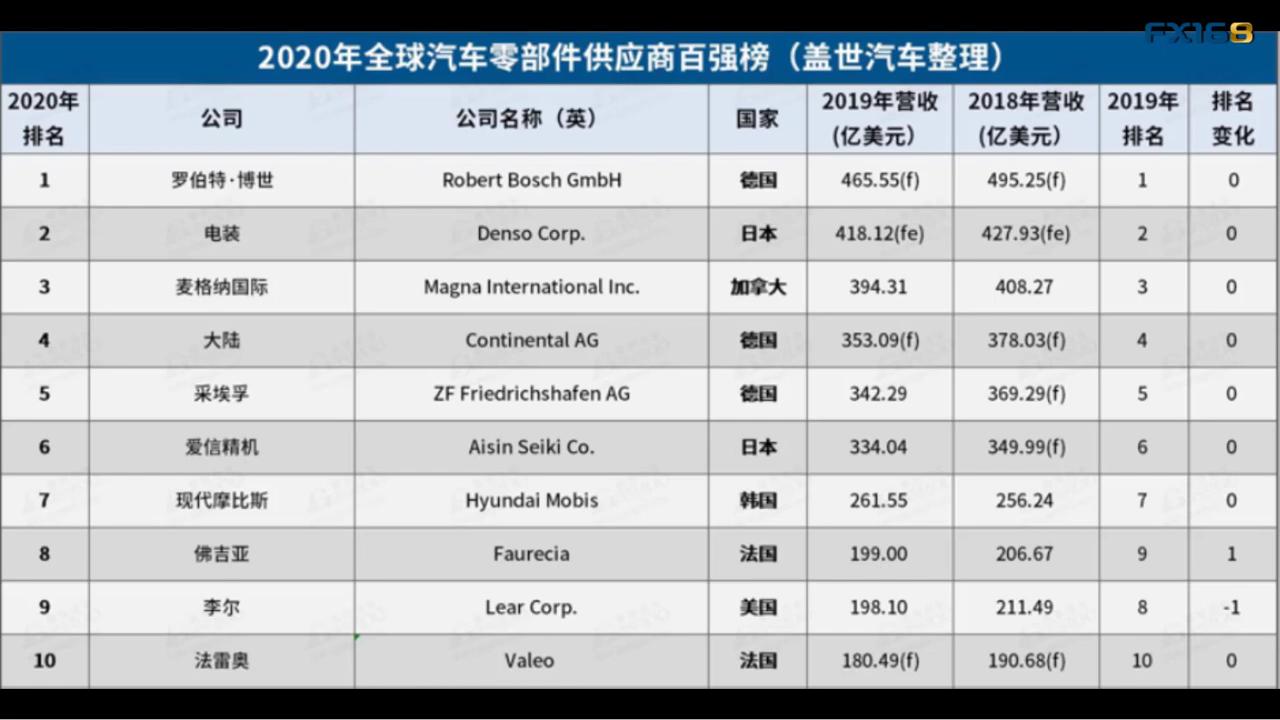 FX168
2020年全球汽车零部件供应商百强榜（盖世汽车整理）
2020年排名 公司 公司名称（英） 国家 2019年营收(亿美元） 2018年营收(亿美元） 2019年排名 排名变化
1 罗伯特·博世 Robert Bosch GmbH 德国 465.55(f) 495.25(f) 1 0
2 电装 Denso Corp. 日本 418.12(fe) 427.93(fe) 2 0
3 麦格纳国际 Magna International Inc. 加拿大 394.31 408.27 3 0
4 大陆 Continental AG 德国 353.09(f) 378.03(f) 4 0
5 采埃孚 ZF Friedrichshafen AG 德国 342.29 369.29(f) 5 0
6 爱信精机 Aisin Seiki Co. 日本 334.04 349.99(f) 6 0
7 现代摩比斯 Hyundai Mobis 韩国 261.55 256.24 7 0
8 佛吉亚 Faurecia 法国 199.00 206.67 9 1
9 李尔 Lear Corp. 美国 198.10 211.49 8 -1
10 法雷奥 Valeo 法国 180.49(f) 190.68(f) 10 0